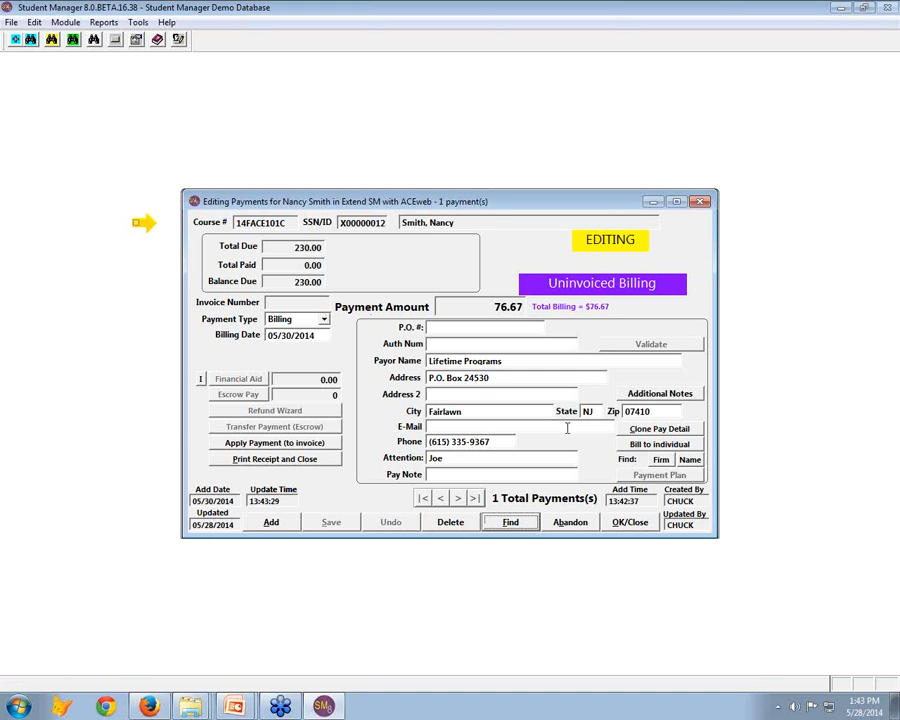 Student Manager 8.0.BETA.16.38 - Student Manager Demo Database
File Edit Module Reports Tools Help
Editing Payments for Nancy Smith in Extend SM with ACEweb - 1 payment(s)
Course # 14FACE101C SSN/ID X00000012 Smith, Nancy
EDITING
Total Due 230.00
Total Paid 0.00
Balance Due 230.00
Uninvoiced Billing
Invoice Number Payment Amount 76.67 Total Billing = $76.67
Payment Type Billing
Billing Date 05/30/2014
P.O. #:
Auth Num Validate
Payor Name Lifetime Programs
I Financial Aid 0.00 Address P.O. Box 24530
Escrow Pay 0 Address 2 Additional Notes
Refund Wizard City Fairlawn State NJ Zip 07410
Transfer Payment (Escrow) E-Mail Clone Pay Detail
Apply Payment (to invoice) Phone (615) 335-9367 Bill to individual
Print Receipt and Close Attention: Joe Find: Firm Name
Pay Note Payment Plan
Add Date Update Time |< < > >| 1 Total Payments(s) Add Time Created By
05/30/2014 13:43:29 13:42:37 CHUCK
Updated Updated By
05/28/2014 Add Save Undo Delete Find Abandon OK/Close CHUCK
SM8
1:43 PM
5/28/2014